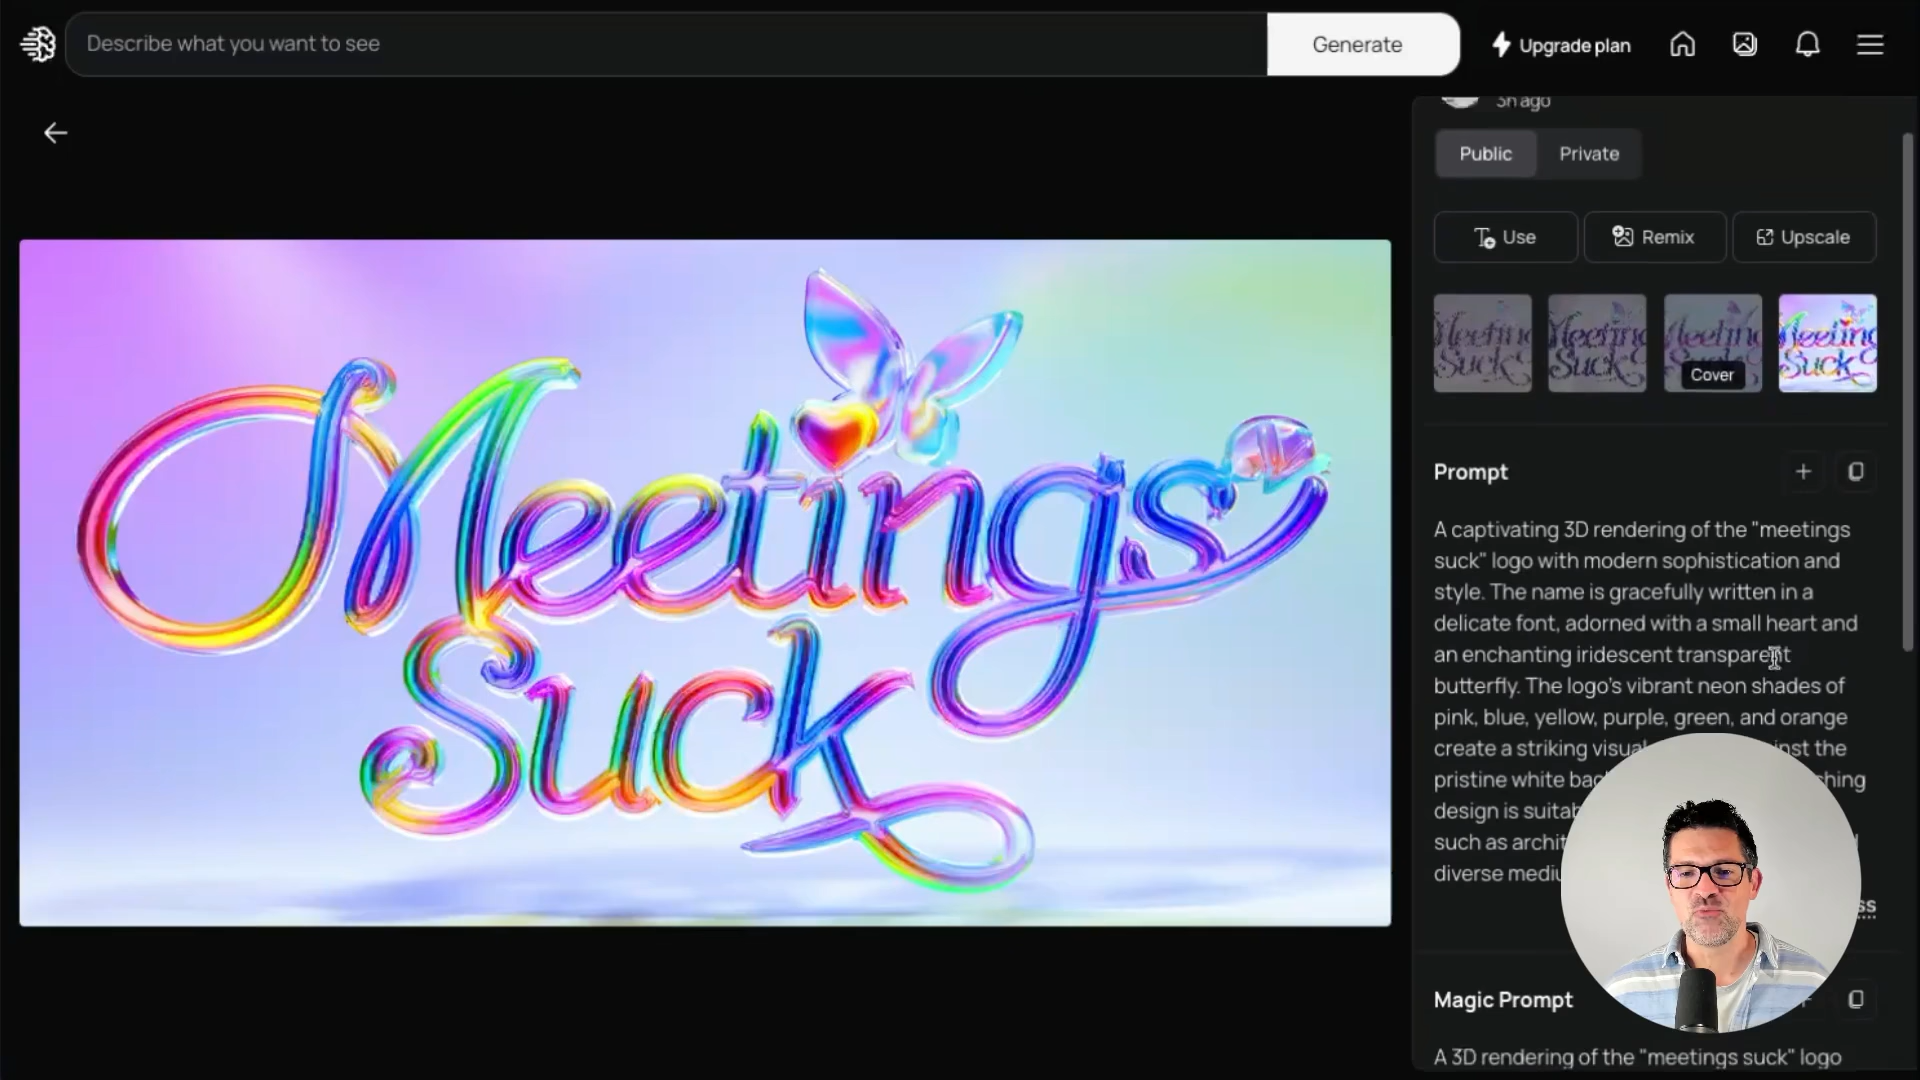 Describe what you want to see
Generate
Upgrade plan
3h ago
Public
Private
Use
Remix
Upscale
Meetings
Suck
Cover
Prompt
A captivating 3D rendering of the "meetings
suck" logo with modern sophistication and
style. The name is gracefully written in a
delicate font, adorned with a small heart and
an enchanting iridescent transparent
butterfly. The logo's vibrant neon shades of
pink, blue, yellow, purple, green, and orange
create a striking visual
the
pristine white
design is
such as
diverse
Magic Prompt
A 3D rendering of the "meetings suck" logo